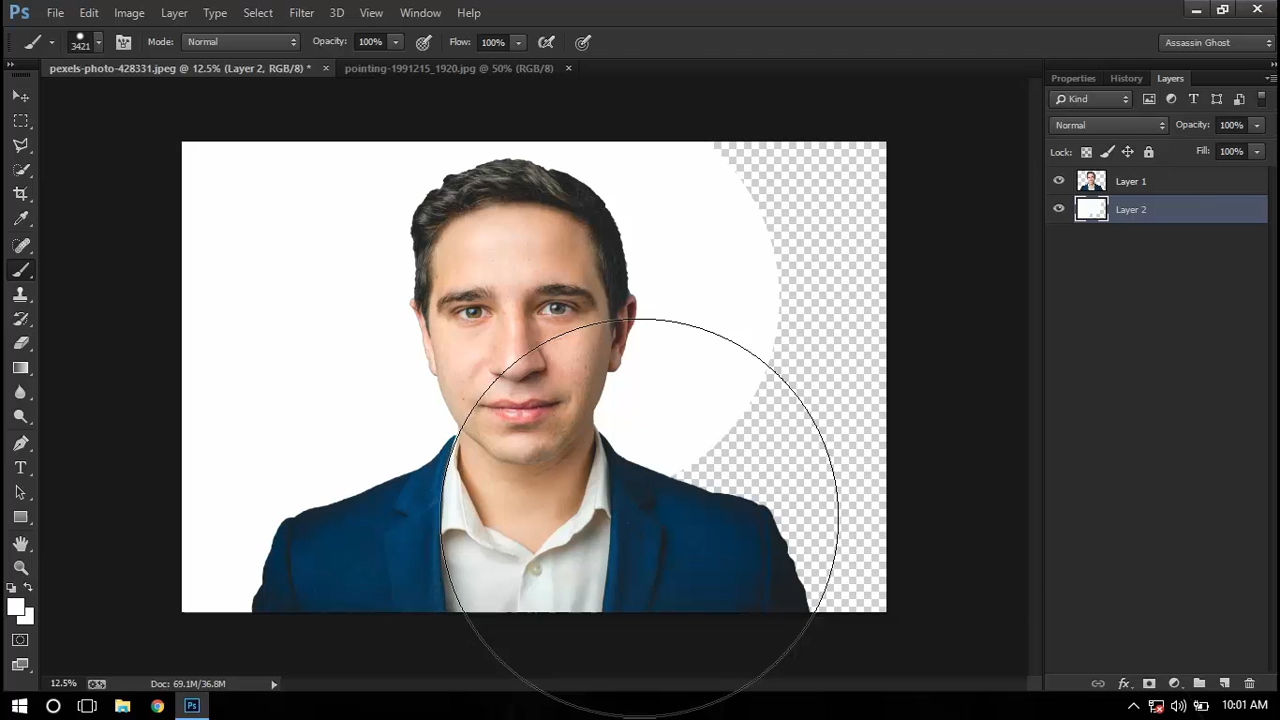 Ps File Edit Image Layer Type Select Filter 3D View Window Help
3421 Mode: Normal Opacity: 100% Flow: 100% Assassin Ghost
pexels-photo-428331.jpeg @ 12.5% (Layer 2, RGB/8) * × pointing-1991215_1920.jpg @ 50% (RGB/8) ×
Properties History Layers
Kind
Normal Opacity: 100%
Lock: Fill: 100%
Layer 1
Layer 2
12.5% Doc: 69.1M/36.8M
Ps 10:01 AM